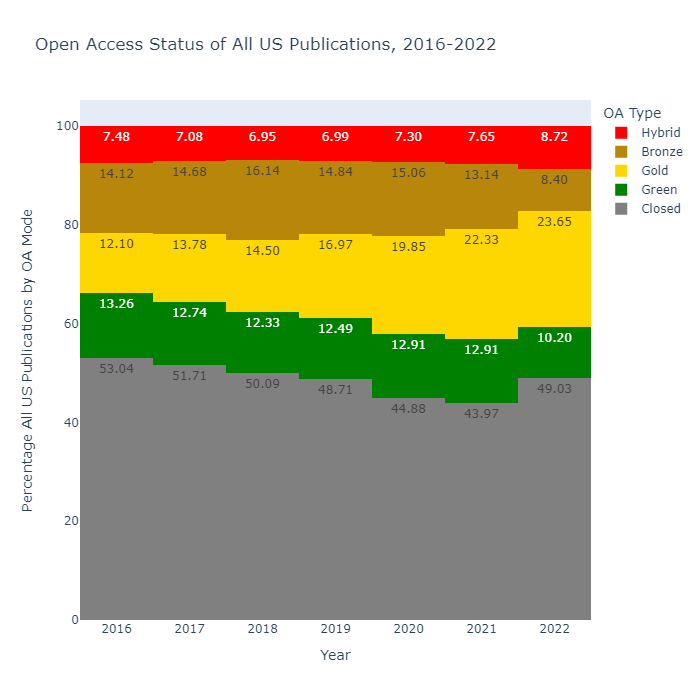 Open Access Status of All US Publications, 2016-2022
OA Type
Hybrid
Bronze
Gold
Green
Closed
Percentage All US Publications by OA Mode
100
80
60
40
20
0
7.48 7.08 6.95 6.99 7.30 7.65 8.72
14.12 14.68 16.14 14.84 15.06 13.14 8.40
12.10 13.78 14.50 16.97 19.85 22.33 23.65
13.26 12.74 12.33 12.49 12.91 12.91 10.20
53.04 51.71 50.09 48.71 44.88 43.97 49.03
2016 2017 2018 2019 2020 2021 2022
Year